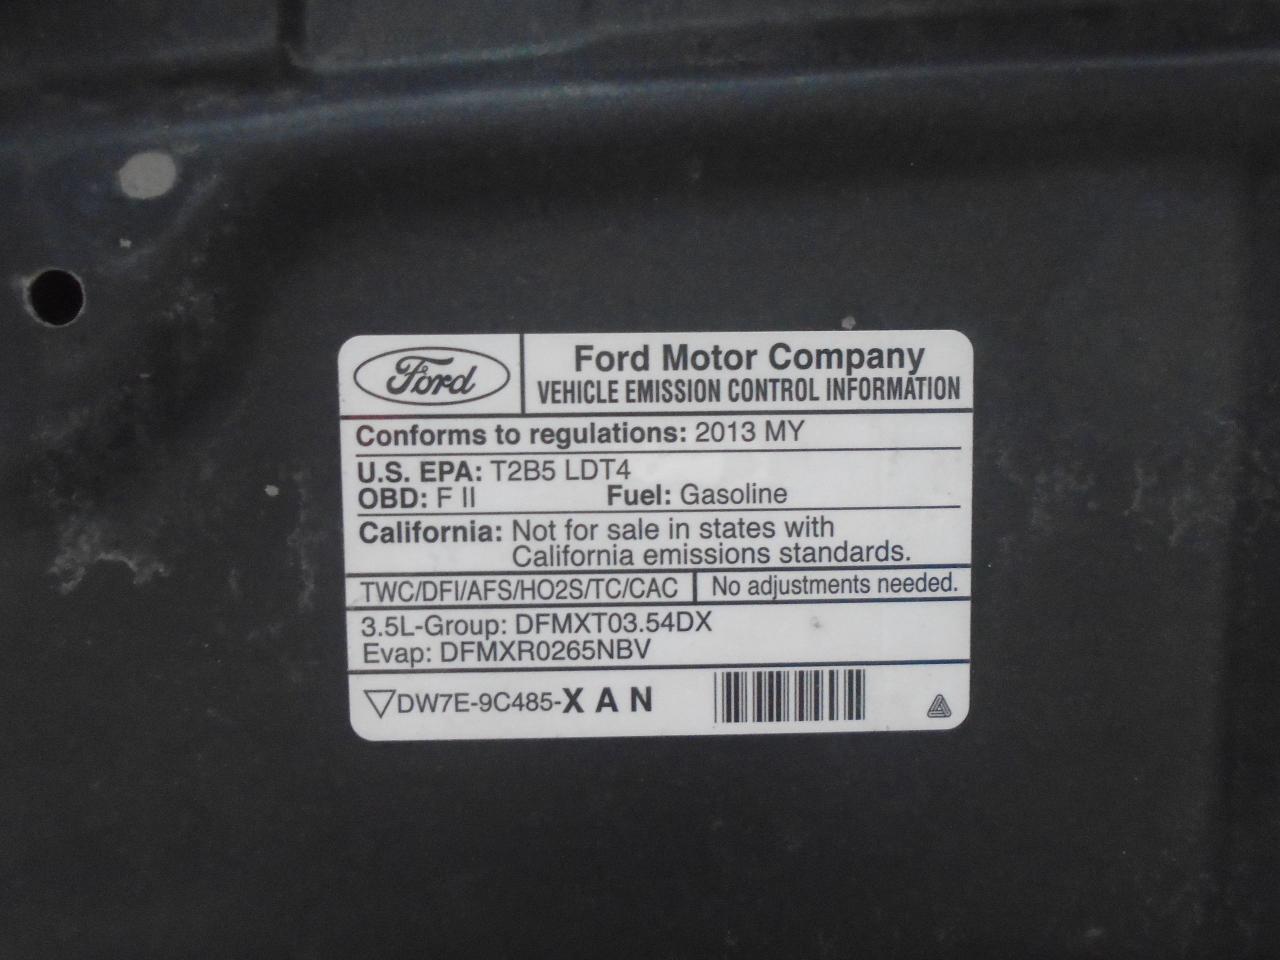 Ford
Ford Motor Company
VEHICLE EMISSION CONTROL INFORMATION
Conforms to regulations: 2013 MY
U.S. EPA: T2B5 LDT4
OBD: F II Fuel: Gasoline
California: Not for sale in states with
California emissions standards.
TWC/DFI/AFS/HO2S/TC/CAC No adjustments needed.
3.5L-Group: DFMXT03.54DX
Evap: DFMXR0265NBV
DW7E-9C485-XAN